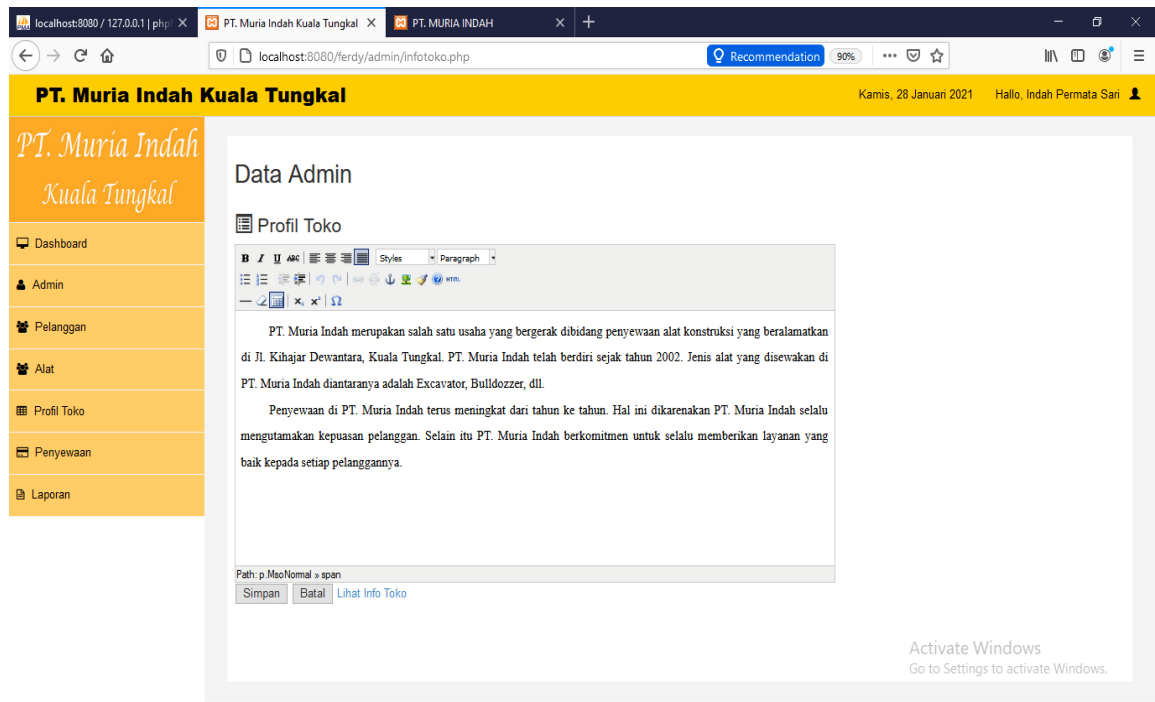 localhost:8080 / 127.0.0.1 | php
PT. Muria Indah Kuala Tungkal
PT. MURIA INDAH
localhost:8080/ferdy/admin/infotoko.php
Recommendation
90%
PT. Muria Indah Kuala Tungkal
Kamis, 28 Januari 2021
Hallo, Indah Permata Sari
PT. Muria Indah
Kuala Tungkal
Dashboard
Admin
Pelanggan
Alat
Profil Toko
Penyewaan
Laporan
Data Admin
Profil Toko
B I U ABC Styles Paragraph
HTML
x, x² Ω
PT. Muria Indah merupakan salah satu usaha yang bergerak dibidang penyewaan alat konstruksi yang beralamatkan
di Jl. Kihajar Dewantara, Kuala Tungkal. PT. Muria Indah telah berdiri sejak tahun 2002. Jenis alat yang disewakan di
PT. Muria Indah diantaranya adalah Excavator, Bulldozzer, dll.
Penyewaan di PT. Muria Indah terus meningkat dari tahun ke tahun. Hal ini dikarenakan PT. Muria Indah selalu
mengutamakan kepuasan pelanggan. Selain itu PT. Muria Indah berkomitmen untuk selalu memberikan layanan yang
baik kepada setiap pelanggannya.
Path: p.MsoNormal » span
Simpan Batal Lihat Info Toko
Activate Windows
Go to Settings to activate Windows.